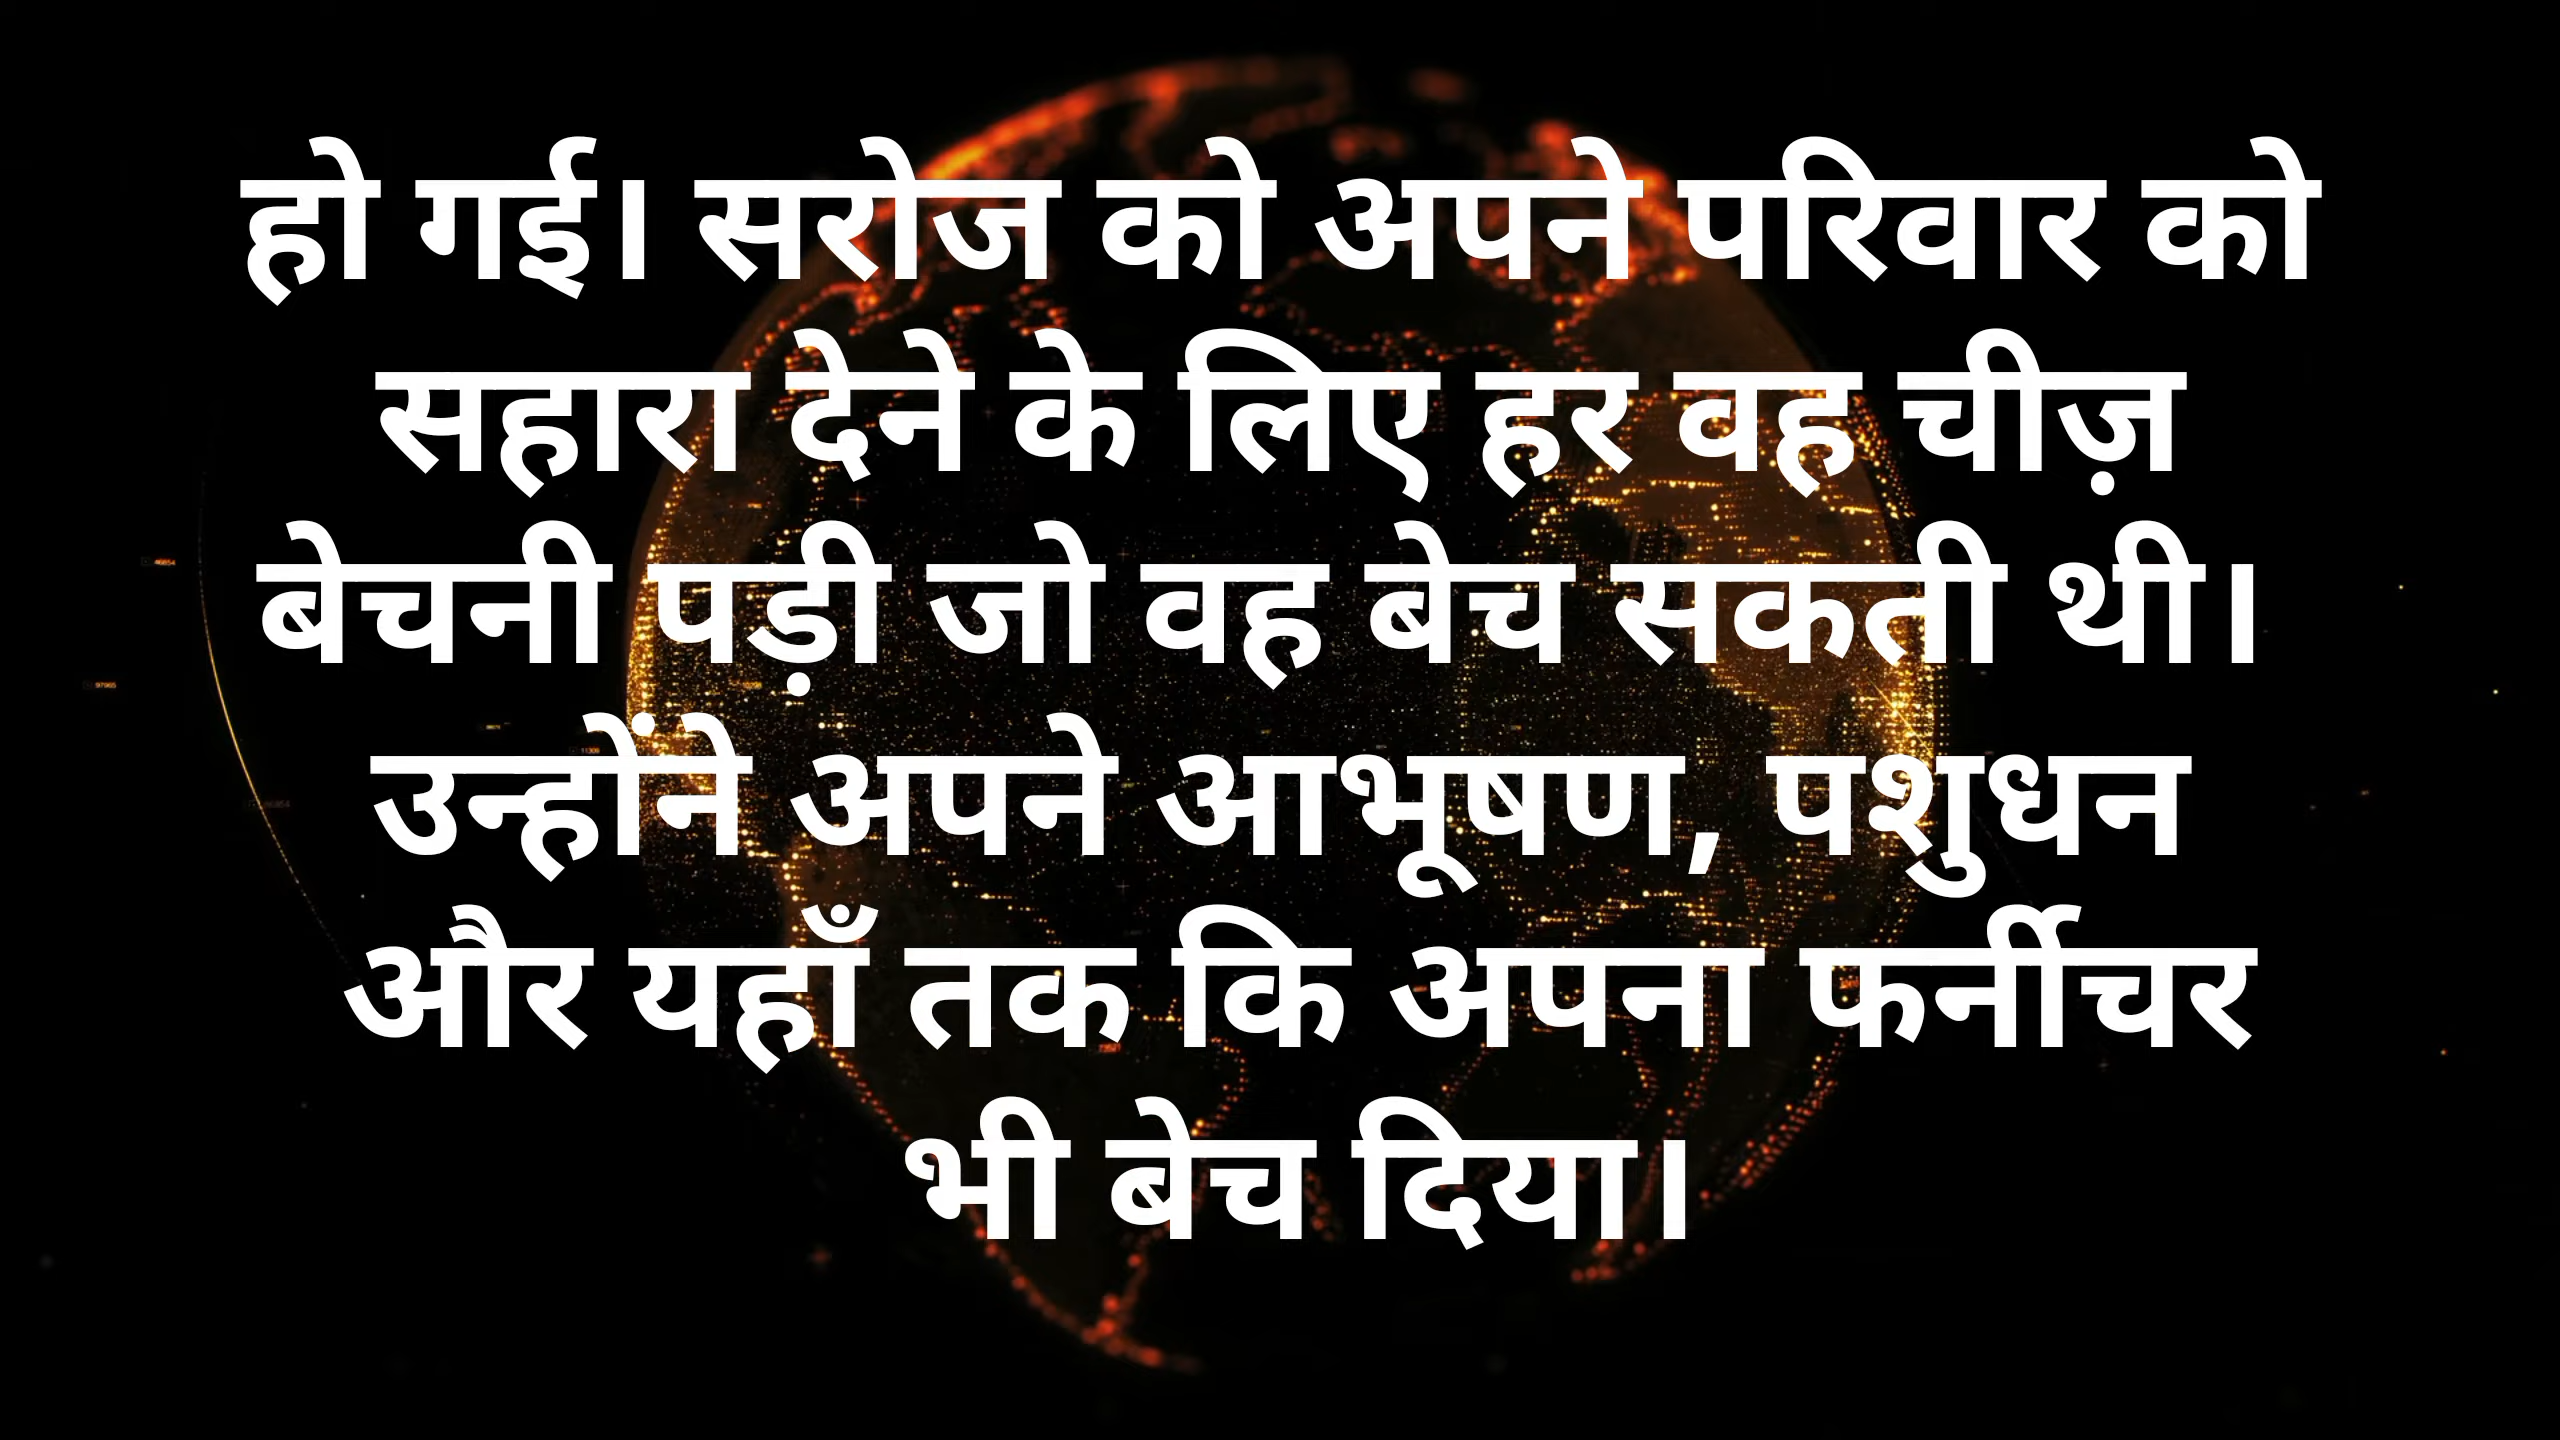 हो गई। सरोज को अपने परिवार को
सहारा देने के लिए हर वह चीज़
बेचनी पड़ी जो वह बेच सकती थी।
उन्होंने अपने आभूषण, पशुधन
और यहाँ तक कि अपना फर्नीचर
भी बेच दिया।